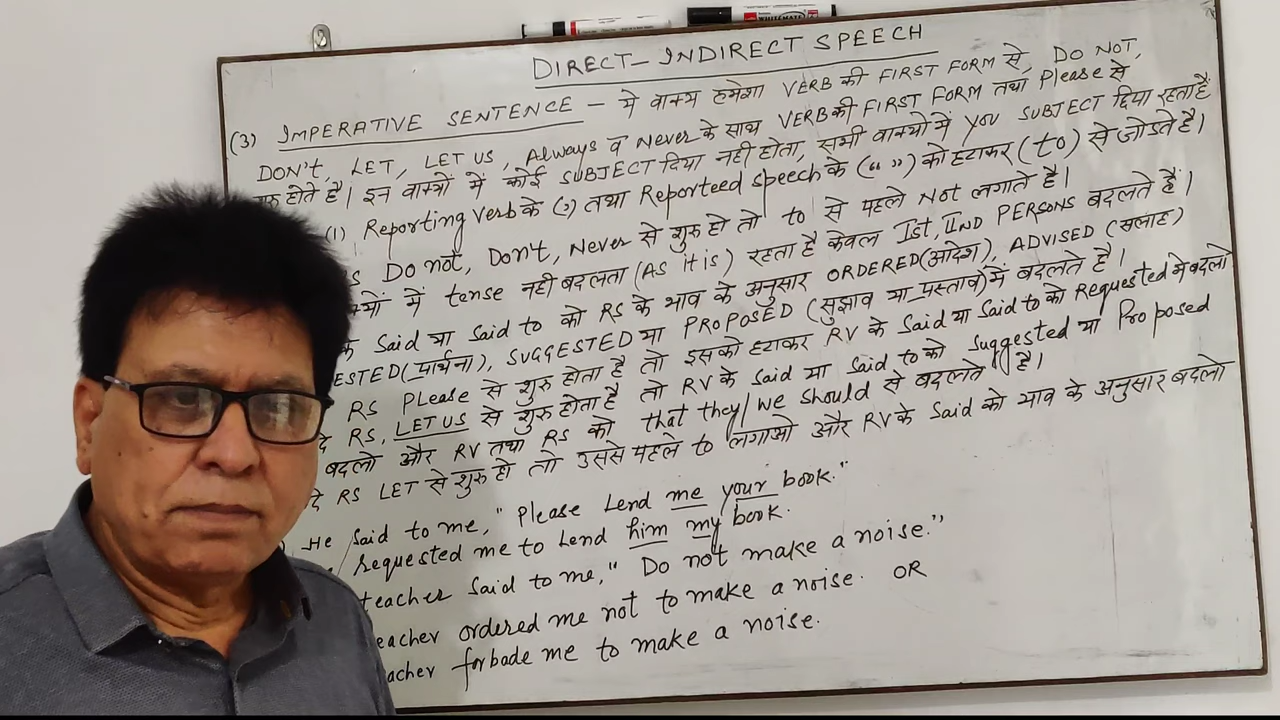 WHITEMATE
DIRECT-INDIRECT SPEECH
(3) IMPERATIVE SENTENCE - ये वाक्य हमेशा VERB की FIRST FORM से, DO NOT,
DON'T, LET, LET US, Always व Never के साथ VERB की FIRST FORM तथा Please से
शुरु होते है। इन वाक्यों में कोई SUBJECT दिया नही होता, सभी वाक्यो में YOU SUBJECT छिपा रहता है
(1) Reporting verb के (,) तथा Reporteed speech के (“ ”) को हटाकर (to) से जोडते है।
RS Do not, Don't, Never से शुरु हो तो to से पहले Not लगाते है।
में tense नही बदलता (As it is) रहता है केवल Ist, IInd PERSONS बदलते है।
Said या Said to को RS के भाव के अनुसार ORDERED (आदेश), ADVISED (सलाह)
ESTED (प्रार्थना), SUGGESTED या PROPOSED (सुझाव या प्रस्ताव) में बदलते है।
RS Please से शुरु होता है तो इसको हटाकर RV के Said या Said to को Requested मे बदलो
RS, LET US से शुरु होता है तो RV के Said या Said to को Suggested या Proposed
बदलो और RV तथा RS को that they/we should से बदलते है।
RS LET से शुरु हो तो उससे पहले to लगाओ और RV के Said को भाव के अनुसार बदलो
He Said to me, "Please Lend me your book."
requested me to Lend him my book.
teacher Said to me, "Do not make a noise."
eacher ordered me not to make a noise. OR
acher forbade me to make a noise.